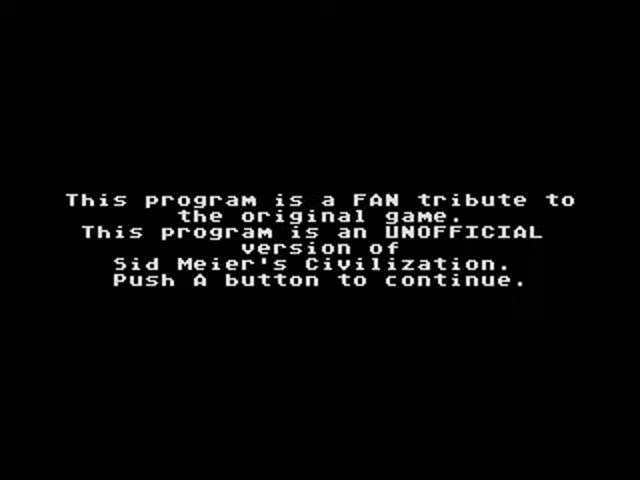 This program is a FAN tribute to
the original game.
This program is an UNOFFICIAL
version of
Sid Meier's Civilization.
Push A button to continue.